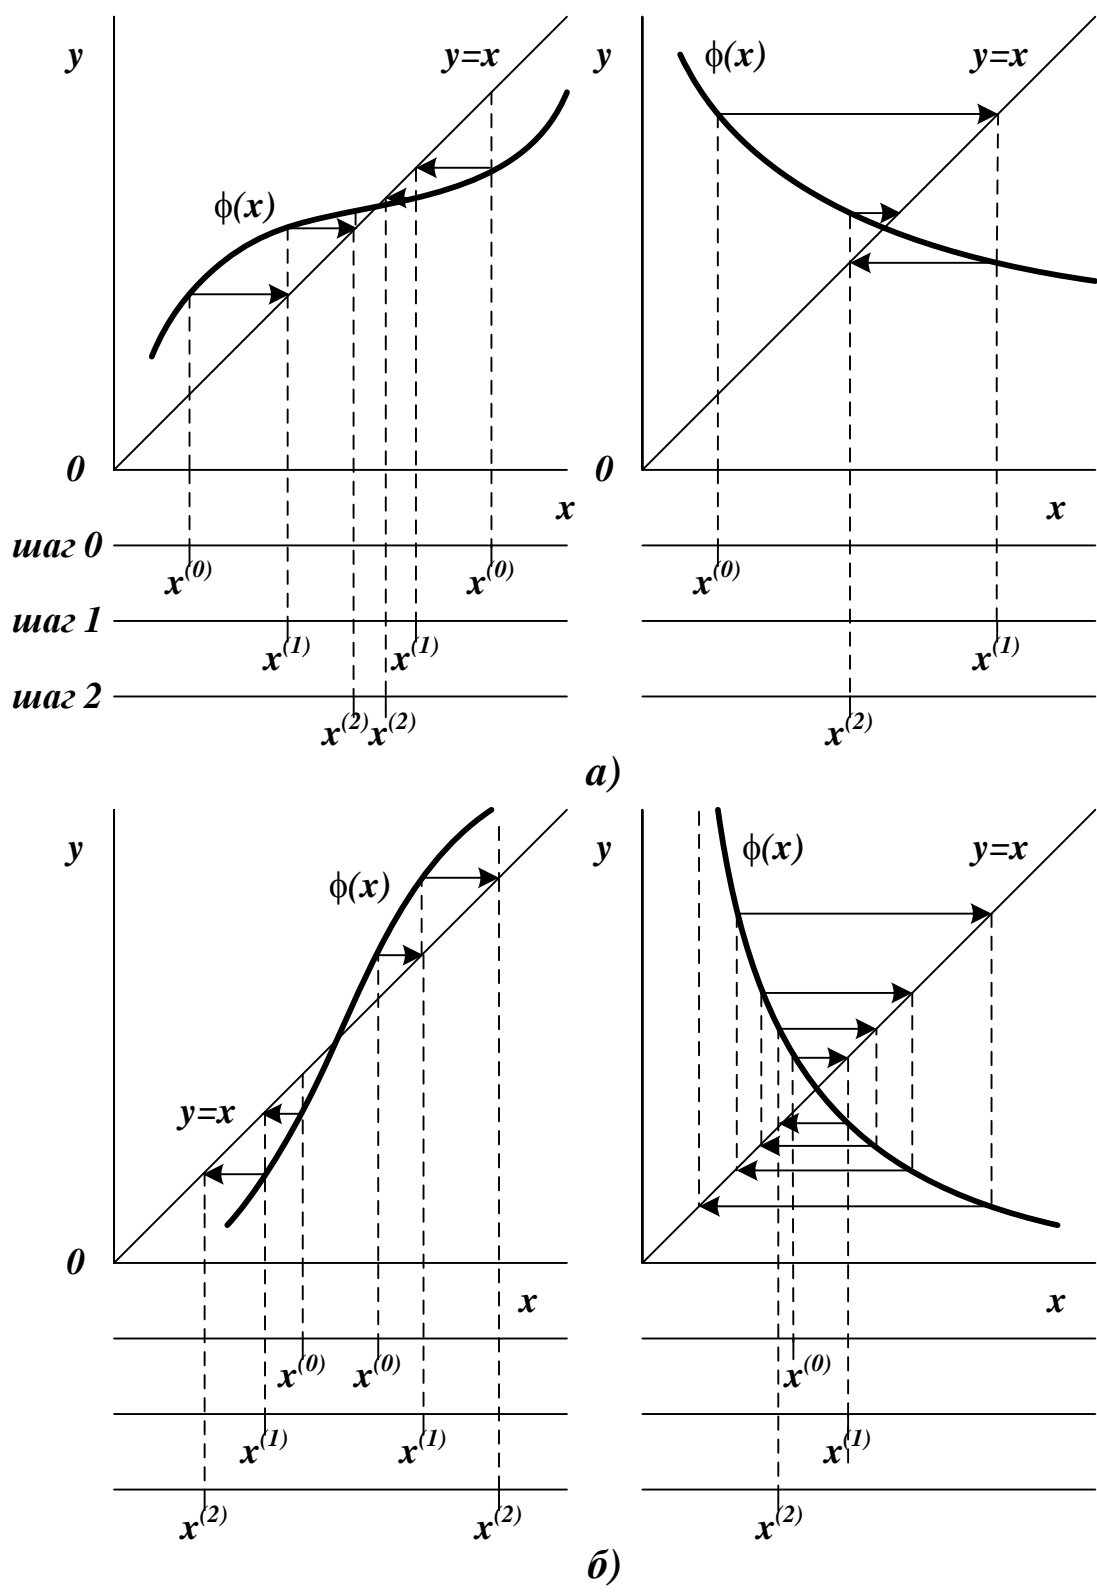 y y=x y ϕ(x) y=x
ϕ(x)
0 0
x x
шаг 0
x(0) x(0) x(0)
шаг 1
x(1) x(1) x(1)
шаг 2
x(2) x(2) x(2)
а)
y ϕ(x) y ϕ(x) y=x
y=x
0
x x
x(0) x(0) x(0)
x(1) x(1) x(1)
x(2) x(2) x(2)
б)